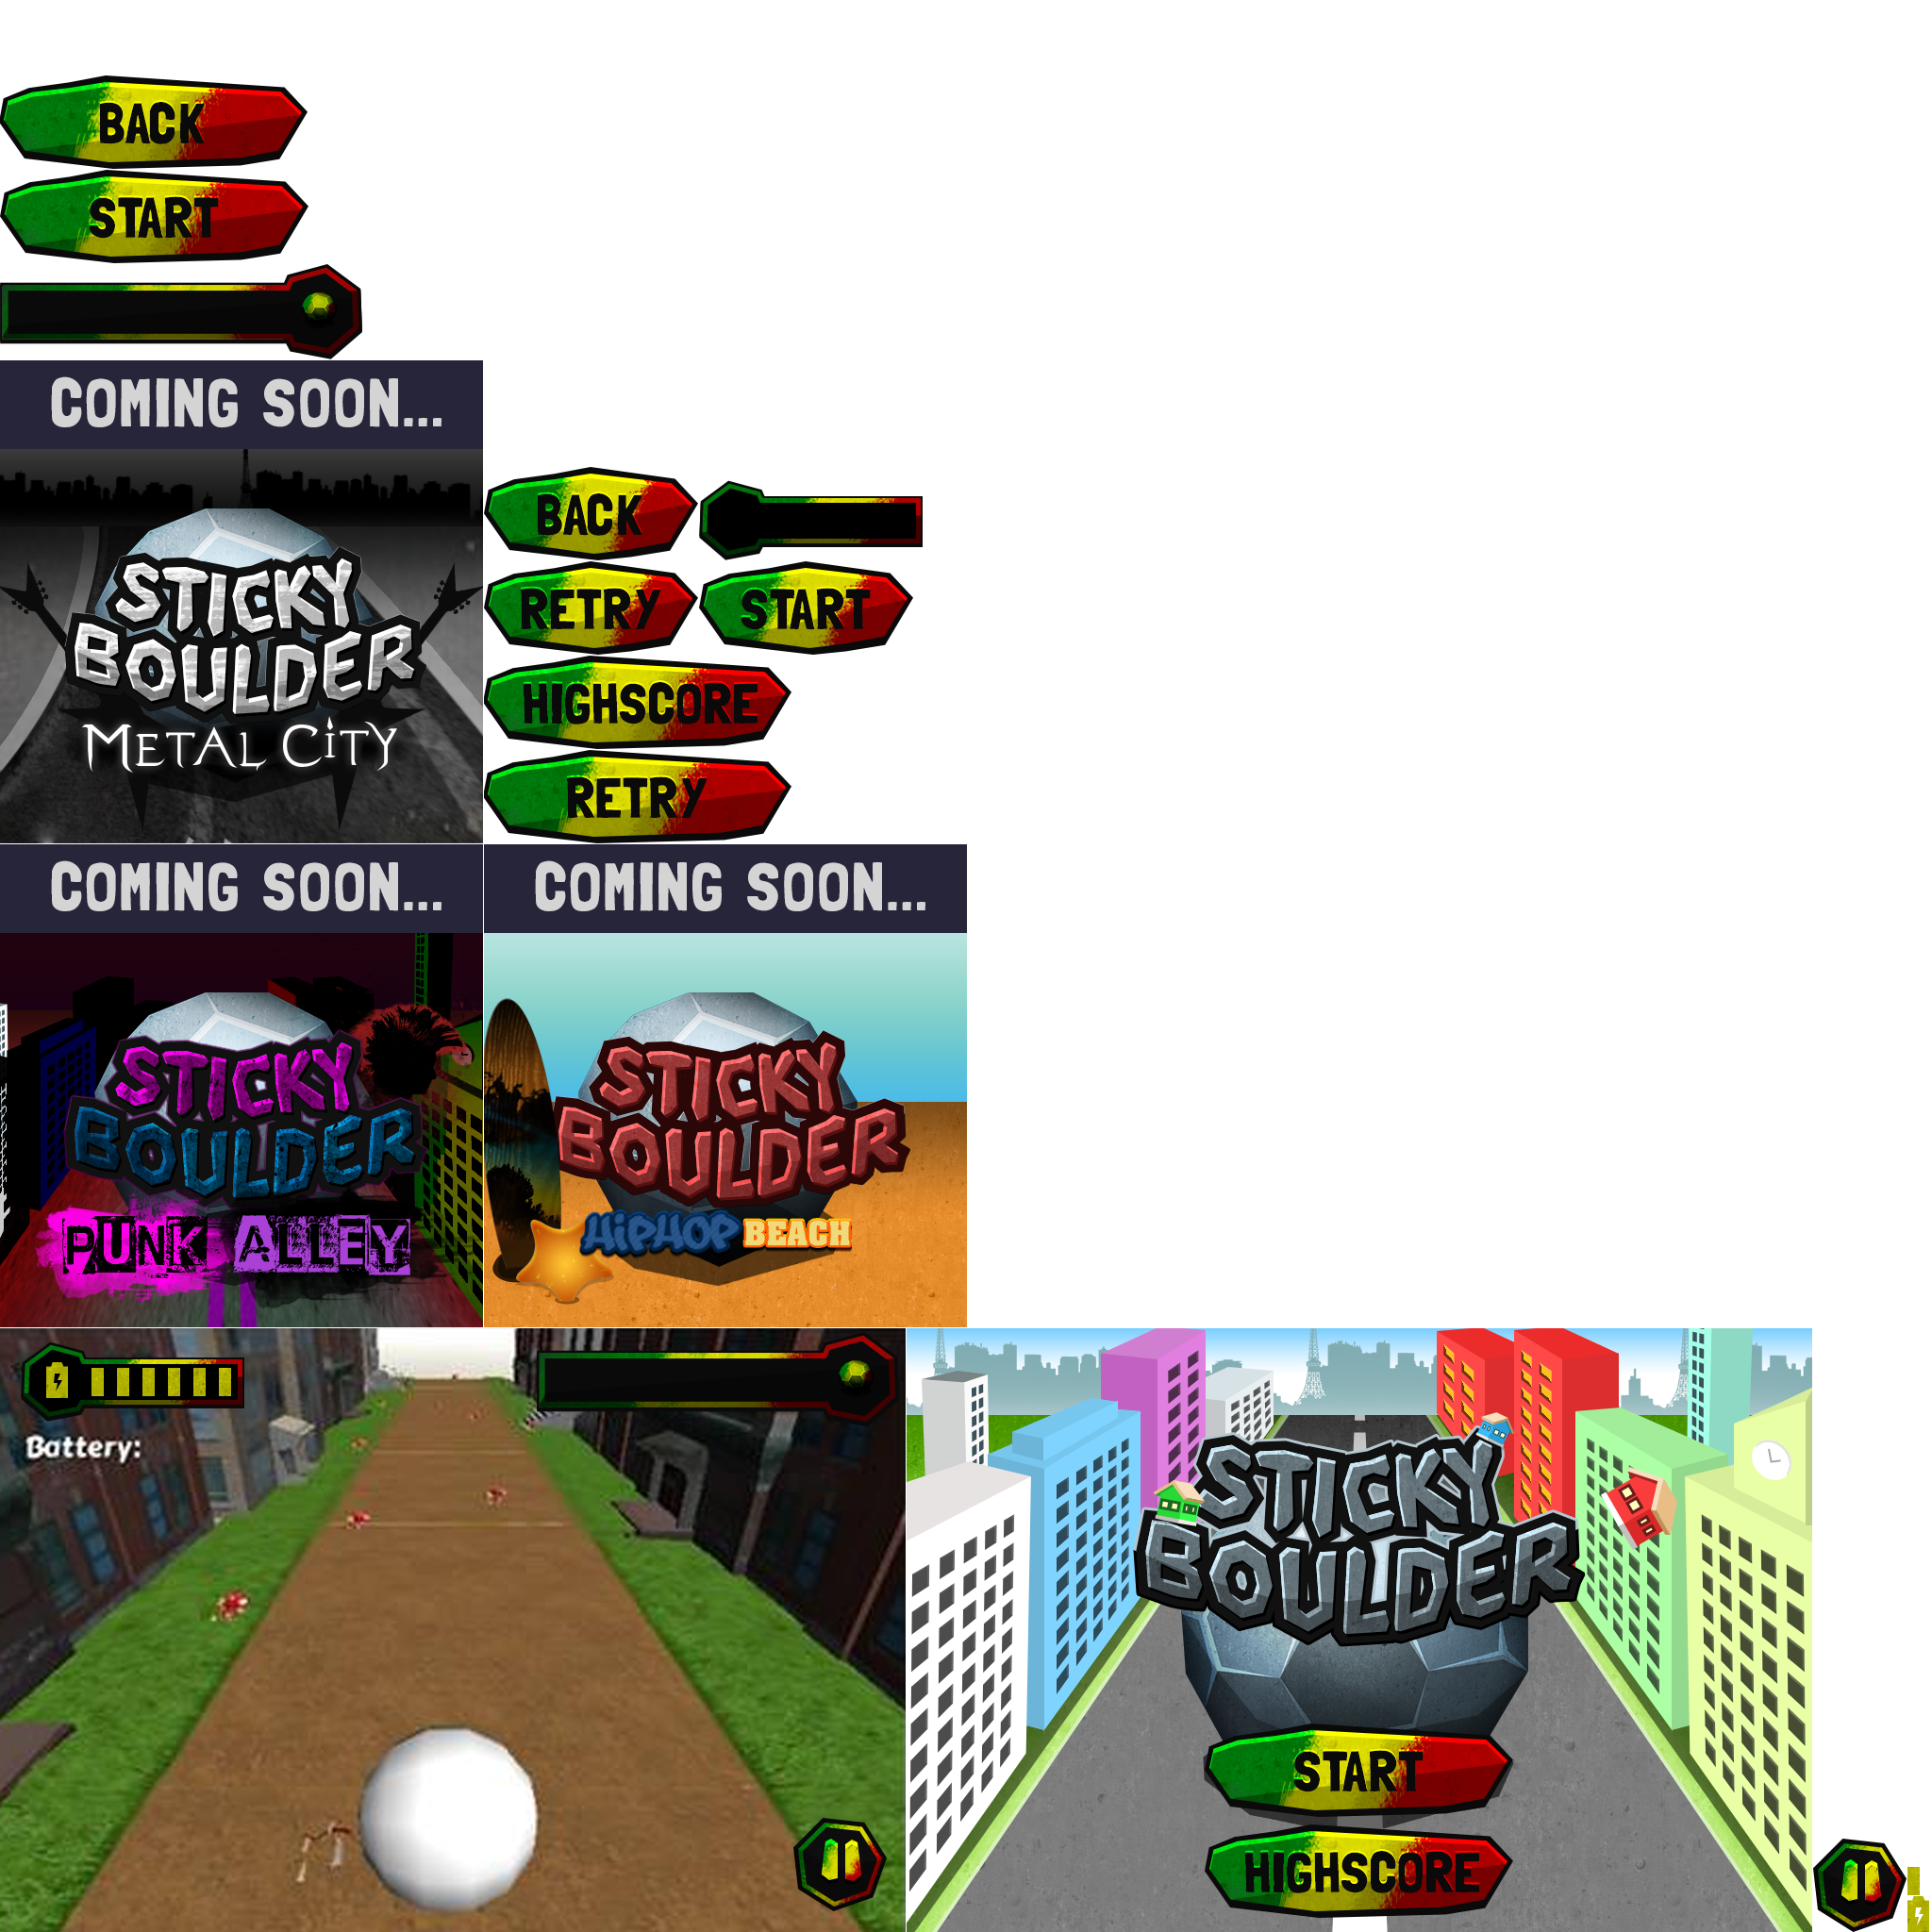 BACK
START
COMING SOON...
STICKY
BOULDER
METAL CITY
BACK
RETRY START
HIGHSCORE
RETRY
COMING SOON...
STICKY
BOULDER
PUNK ALLEY
COMING SOON...
STICKY
BOULDER
HIPHOP BEACH
Battery:
STICKY
BOULDER
START
HIGHSCORE